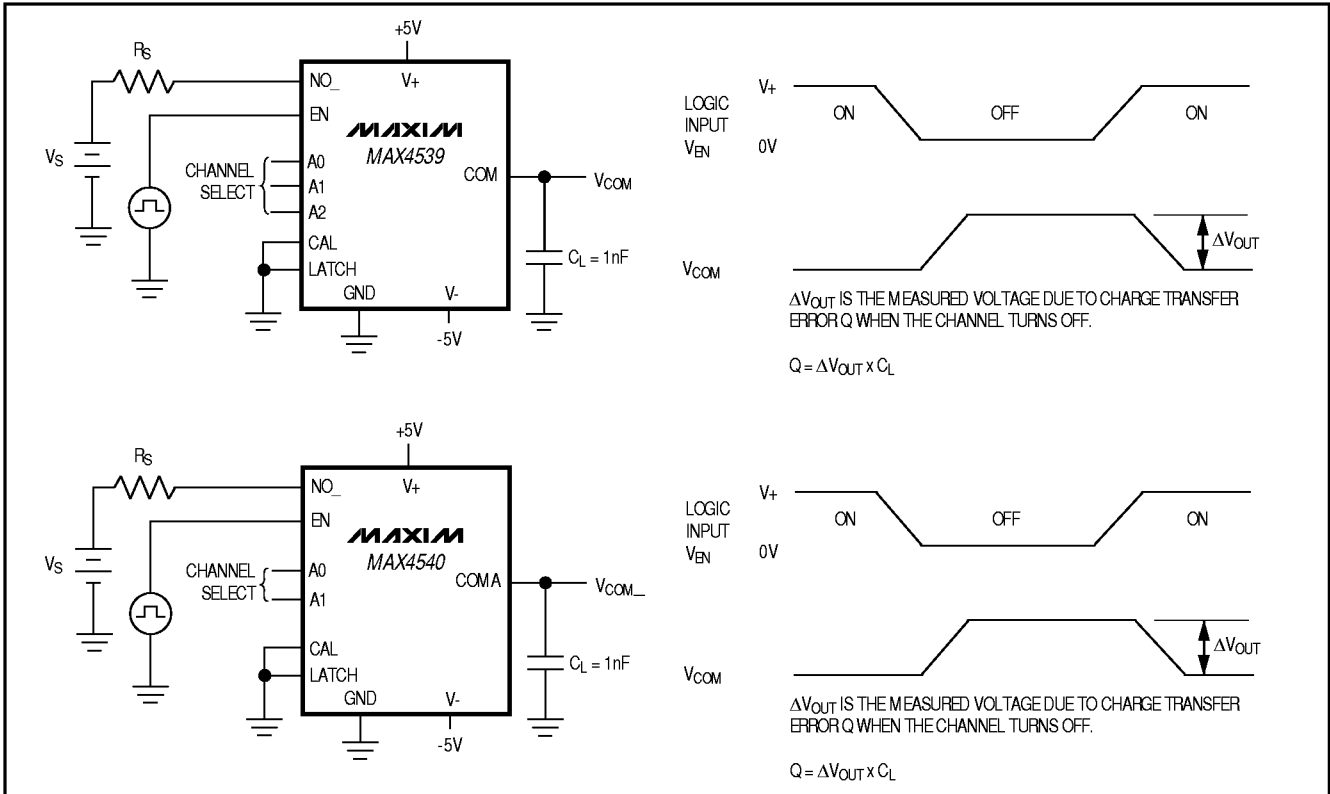 +5V
RS
NO_
V+
EN
MAXIM
MAX4539
VS
CHANNEL
SELECT
A0
A1
A2
COM
VCOM
CAL
LATCH
CL = 1nF
GND
V-
-5V
LOGIC
INPUT
VEN
V+
0V
ON
OFF
ON
VCOM
ΔVOUT
ΔVOUT IS THE MEASURED VOLTAGE DUE TO CHARGE TRANSFER
ERROR Q WHEN THE CHANNEL TURNS OFF.
Q = ΔVOUT x CL
+5V
RS
NO_
V+
EN
MAXIM
MAX4540
VS
CHANNEL
SELECT
A0
A1
COMA
VCOM_
CAL
LATCH
CL = 1nF
GND
V-
-5V
LOGIC
INPUT
VEN
V+
0V
ON
OFF
ON
VCOM
ΔVOUT
ΔVOUT IS THE MEASURED VOLTAGE DUE TO CHARGE TRANSFER
ERROR Q WHEN THE CHANNEL TURNS OFF.
Q = ΔVOUT x CL